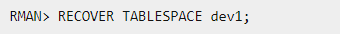 RMAN> RECOVER TABLESPACE dev1;